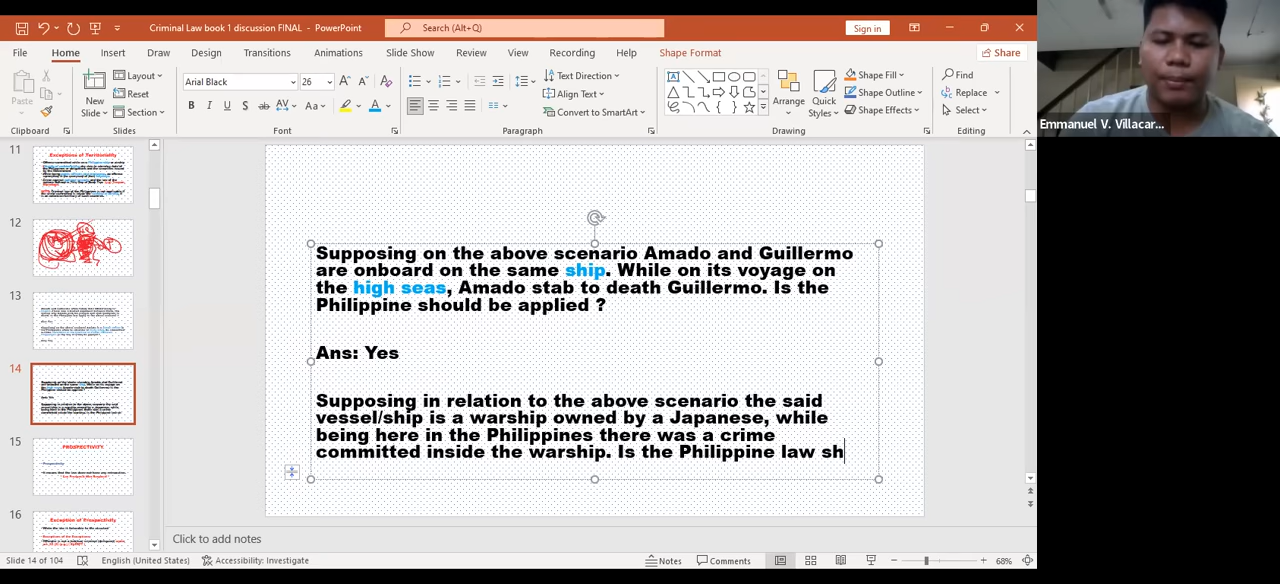 Criminal Law book 1 discussion FINAL - PowerPoint
Search (Alt+Q)
Sign in
File Home Insert Draw Design Transitions Animations Slide Show Review View Recording Help Shape Format
Share
Paste
Clipboard
New Slide
Layout
Reset
Section
Slides
Arial Black 26
B I U S ab AV Aa A
Font
Text Direction
Align Text
Convert to SmartArt
Paragraph
Arrange
Quick Styles
Shape Fill
Shape Outline
Shape Effects
Drawing
Find
Replace
Select
Editing
Emmanuel V. Villacar...
11
Exceptions of Territoriality
12
13
14
15
PROSPECTIVITY
16
Exception of Prospectivity
Supposing on the above scenario Amado and Guillermo
are onboard on the same ship. While on its voyage on
the high seas, Amado stab to death Guillermo. Is the
Philippine should be applied ?
Ans: Yes
Supposing in relation to the above scenario the said
vessel/ship is a warship owned by a Japanese, while
being here in the Philippines there was a crime
committed inside the warship. Is the Philippine law sh
Click to add notes
Slide 14 of 104 English (United States) Accessibility: Investigate Notes Comments 68%